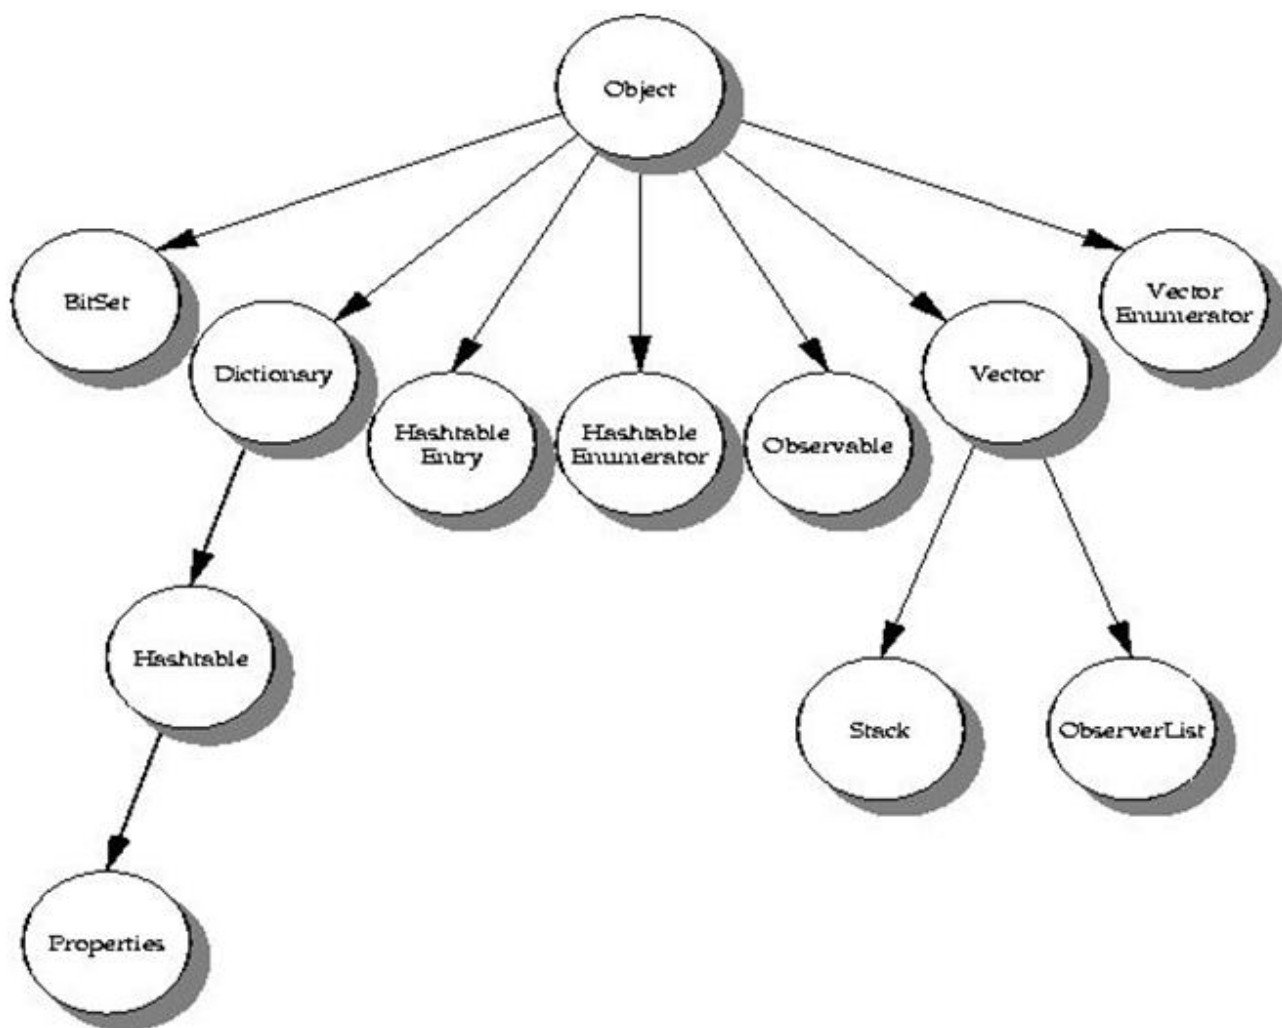 Object
BitSet
Vector
Enumerator
Dictionary
Vector
Hashtable
Entry
Hashtable
Enumerator
Observable
Hashtable
Stack
ObserverList
Properties